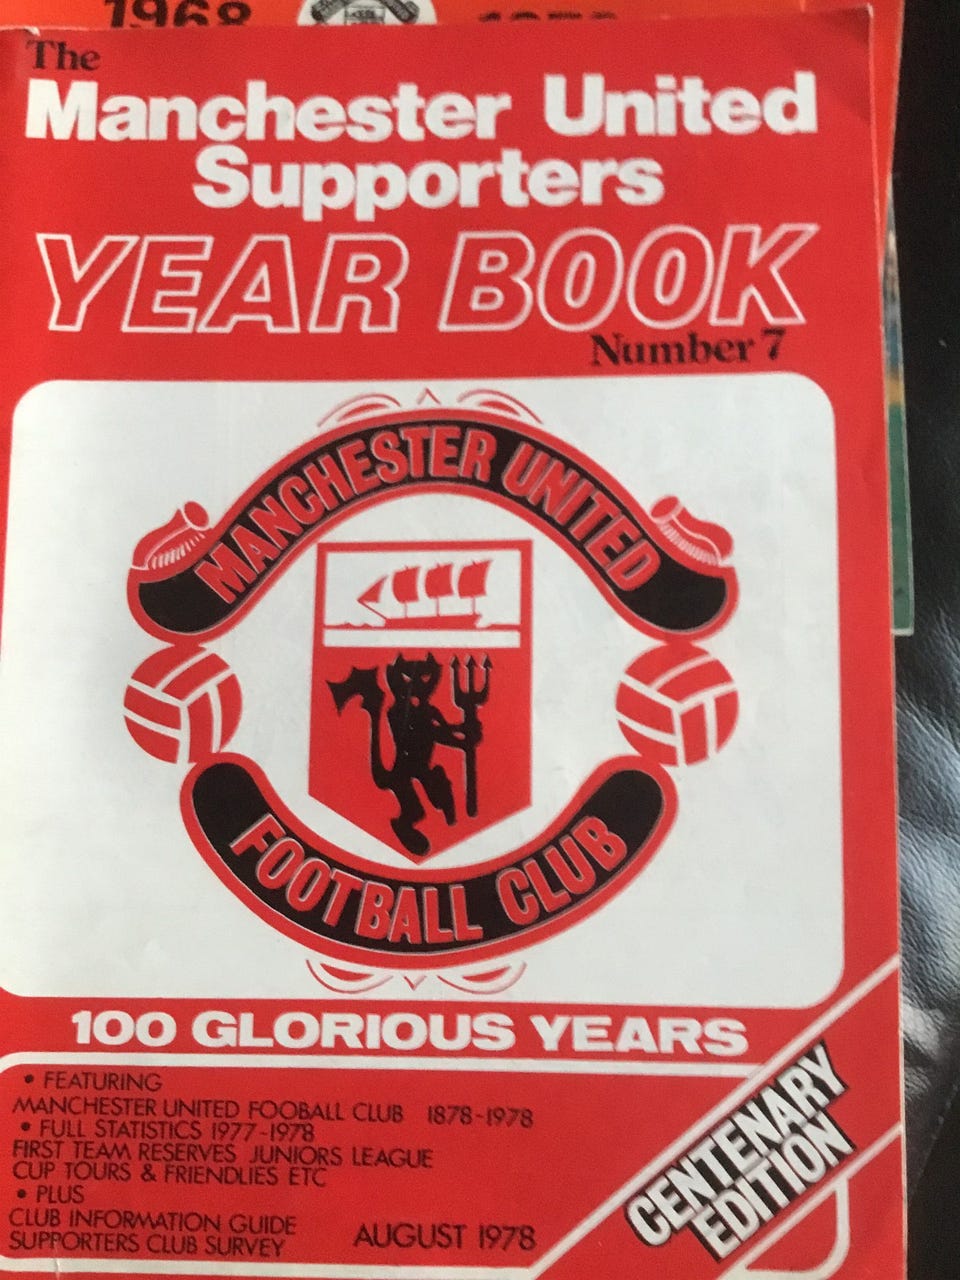 1968
The
Manchester United
Supporters
YEAR BOOK
Number 7
MANCHESTER UNITED
FOOTBALL CLUB
100 GLORIOUS YEARS
• FEATURING
MANCHESTER UNITED FOOBALL CLUB 1878-1978
• FULL STATISTICS 1977-1978
FIRST TEAM RESERVES JUNIORS LEAGUE
CUP TOURS & FRIENDLIES ETC
• PLUS
CLUB INFORMATION GUIDE
SUPPORTERS CLUB SURVEY
AUGUST 1978
CENTENARY
EDITION